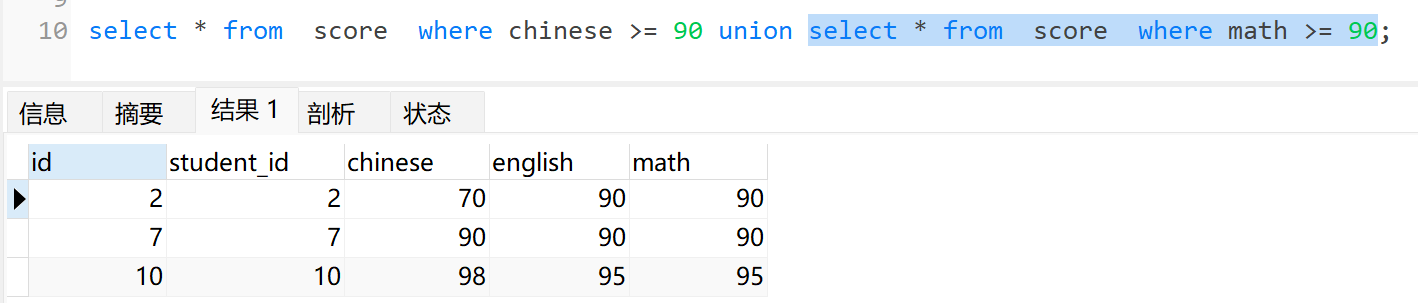 9
10 select * from  score  where chinese >= 90 union select * from  score  where math >= 90;
信息 摘要 结果 1 剖析 状态
id student_id chinese english math
2 2 70 90 90
7 7 90 90 90
10 10 98 95 95